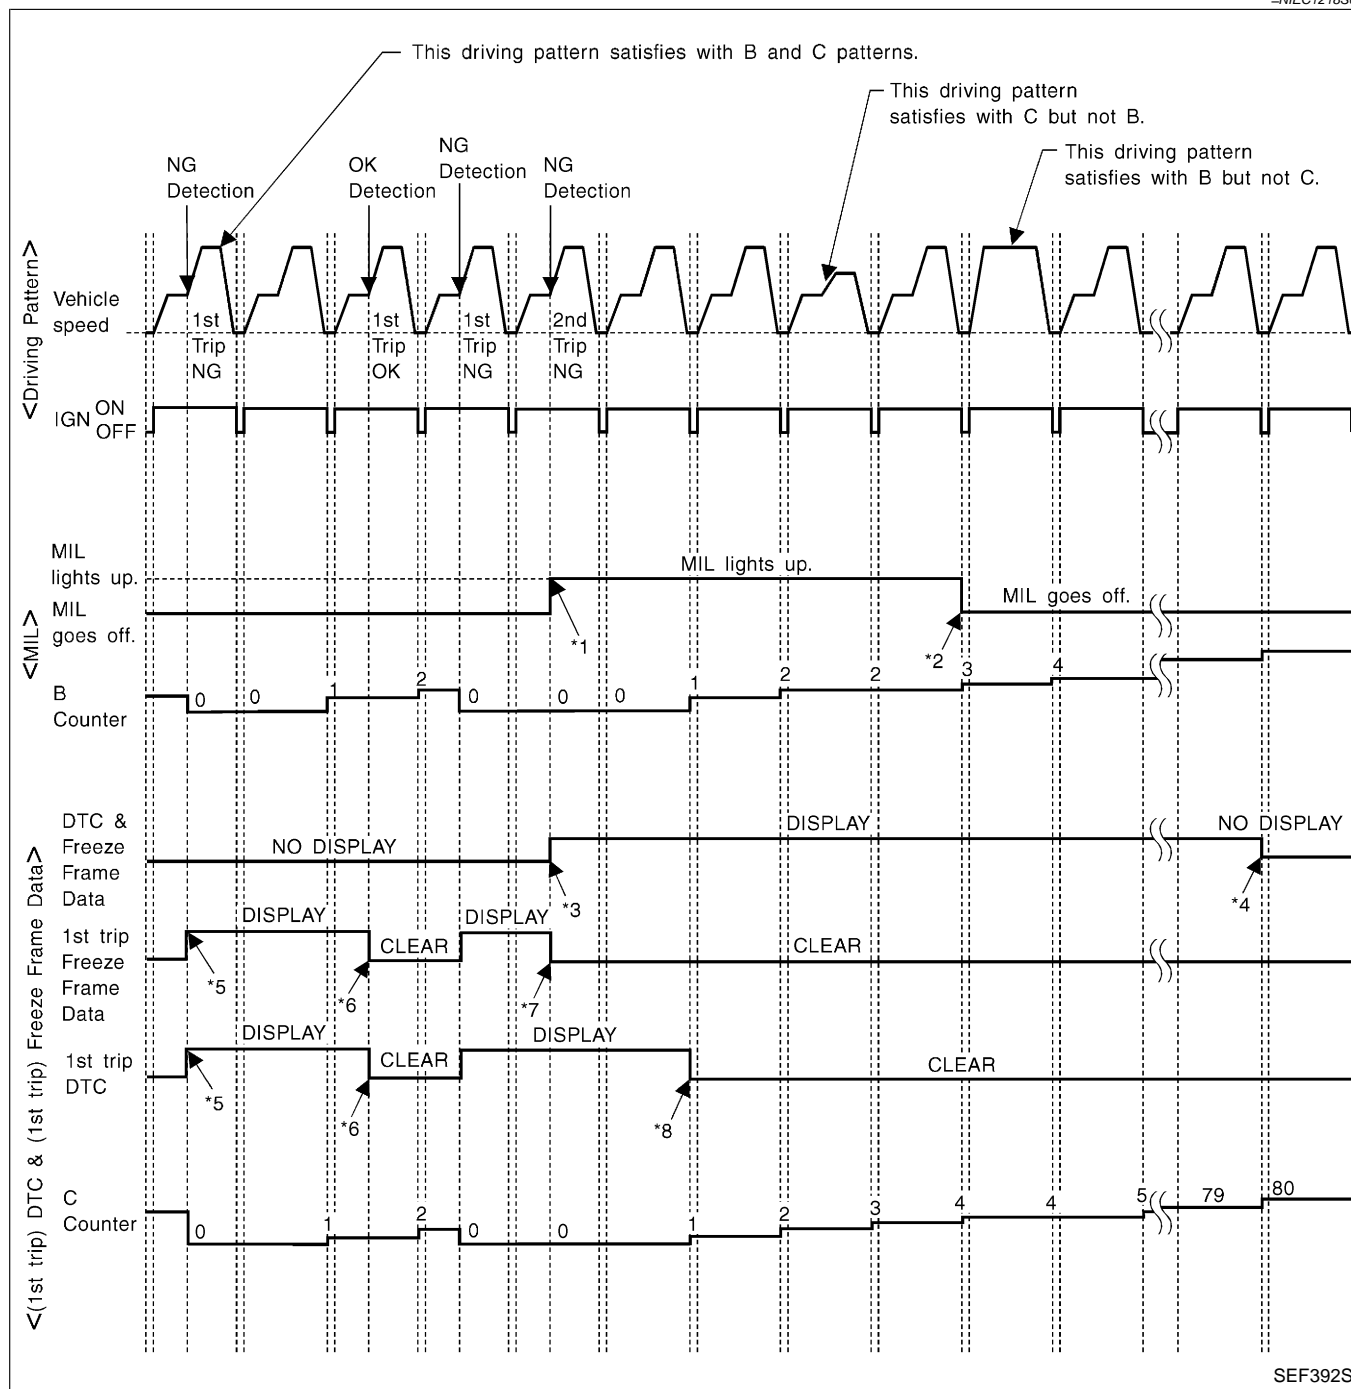 This driving pattern satisfies with B and C patterns.
This driving pattern
satisfies with C but not B.
This driving pattern
satisfies with B but not C.
NG
Detection
OK
Detection
NG
Detection
NG
Detection
<Driving Pattern>
Vehicle
speed
1st
Trip
NG
1st
Trip
OK
1st
Trip
NG
2nd
Trip
NG
IGN ON
OFF
<MIL>
MIL
lights up.
MIL
goes off.
MIL lights up.
MIL goes off.
*1
*2
B
Counter
0 0 1 2 0 0 0 1 2 2 3 4
<(1st trip) DTC & (1st trip) Freeze Frame Data>
DTC &
Freeze
Frame
Data
NO DISPLAY
DISPLAY
NO DISPLAY
*3
*4
1st trip
Freeze
Frame
Data
DISPLAY
CLEAR
DISPLAY
CLEAR
*5
*6
*7
1st trip
DTC
DISPLAY
CLEAR
DISPLAY
CLEAR
*5
*6
*8
C
Counter
0 1 2 0 0 1 2 3 4 4 5 79 80
SEF392S